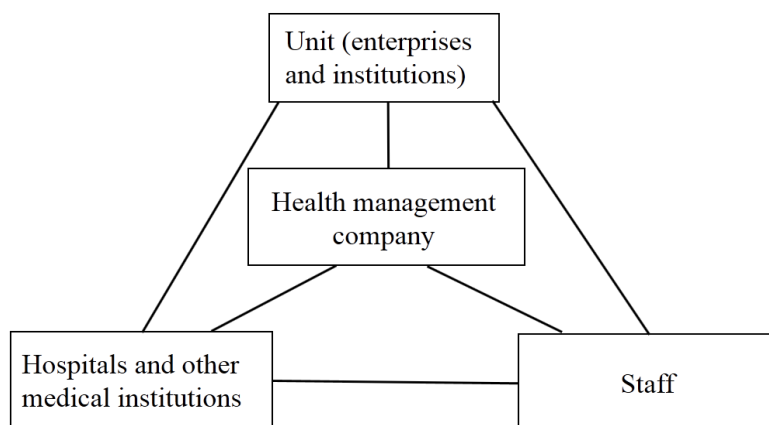 Unit (enterprises
and institutions)
Health management
company
Hospitals and other
medical institutions
Staff